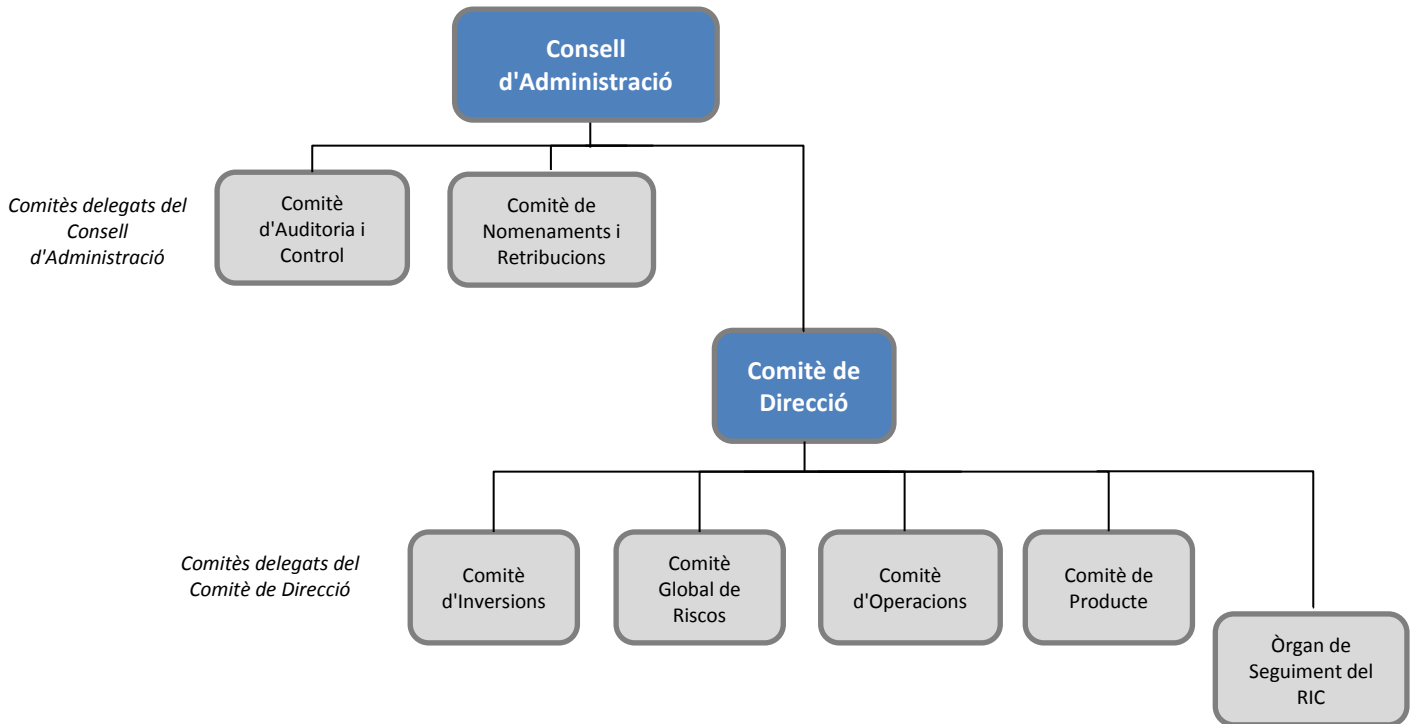 Consell
d'Administració
Comitès delegats del
Consell
d'Administració
Comitè
d'Auditoria i
Control
Comitè de
Nomenaments i
Retribucions
Comitè de
Direcció
Comitès delegats del
Comitè de Direcció
Comitè
d'Inversions
Comitè
Global de
Riscos
Comitè
d'Operacions
Comitè de
Producte
Òrgan de
Seguiment del
RIC